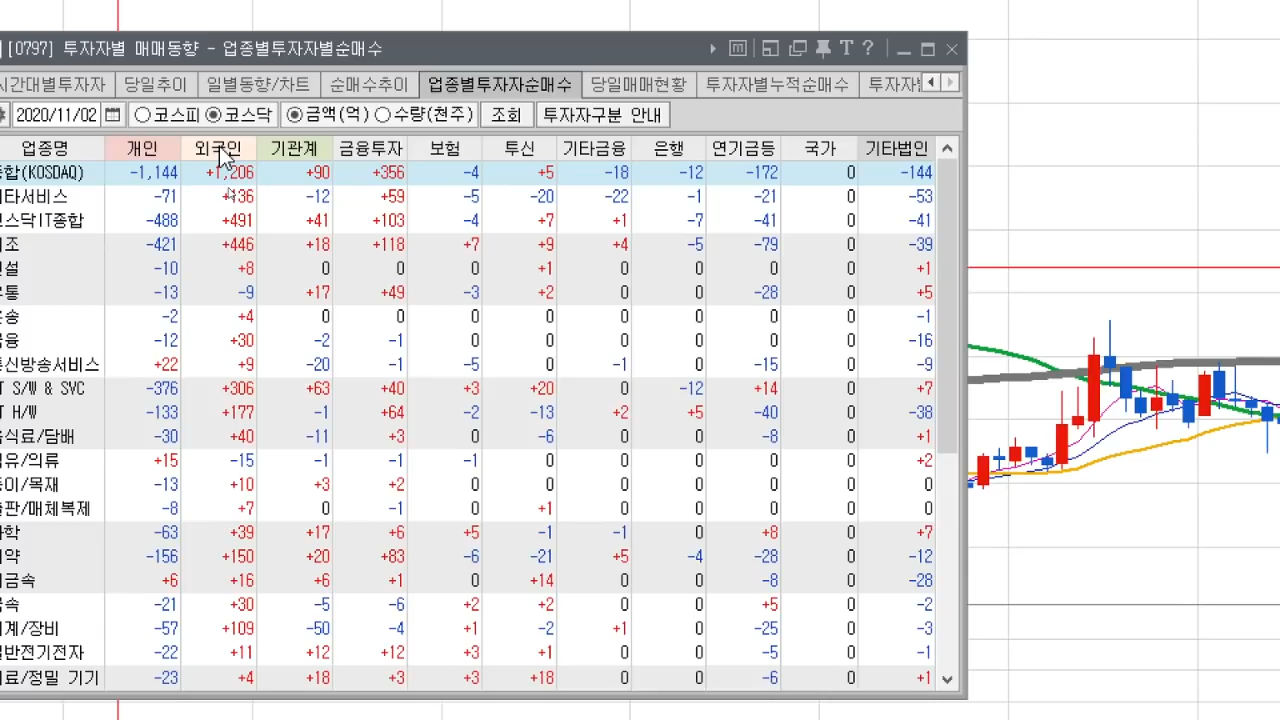 [0797] 투자자별 매매동향 - 업종별투자자별순매수
시간대별투자자 당일추이 일별동향/차트 순매수추이 업종별투자자순매수 당일매매현황 투자자별누적순매수 투자자별
2020/11/02 코스피 코스닥 금액(억) 수량(천주) 조회 투자자구분 안내
업종명 개인 외국인 기관계 금융투자 보험 투신 기타금융 은행 연기금등 국가 기타법인
종합(KOSDAQ) -1,144 +1,206 +90 +356 -4 +5 -18 -12 -172 0 -144
기타서비스 -71 +136 -12 +59 -5 -20 -22 -1 -21 0 -53
코스닥IT종합 -488 +491 +41 +103 -4 +7 +1 -7 -41 0 -41
제조 -421 +446 +18 +118 +7 +9 +4 -5 -79 0 -39
건설 -10 +8 0 0 0 +1 0 0 0 0 +1
유통 -13 -9 +17 +49 -3 +2 0 0 -28 0 +5
운송 -2 +4 0 0 0 0 0 0 0 0 -1
금융 -12 +30 -2 -1 0 0 0 0 0 0 -16
통신방송서비스 +22 +9 -20 -1 -5 0 -1 0 -15 0 -9
IT S/W & SVC -376 +306 +63 +40 +3 +20 0 -12 +14 0 +7
IT H/W -133 +177 -1 +64 -2 -13 +2 +5 -40 0 -38
음식료/담배 -30 +40 -11 +3 0 -6 0 0 -8 0 +1
섬유/의류 +15 -15 -1 -1 -1 0 0 0 0 0 +2
종이/목재 -13 +10 +3 +2 0 0 0 0 0 0 0
출판/매체복제 -8 +7 0 -1 0 +1 0 0 0 0 0
화학 -63 +39 +17 +6 +5 -1 -1 0 +8 0 +7
제약 -156 +150 +20 +83 -6 -21 +5 -4 -28 0 -12
비금속 +6 +16 +6 +1 0 +14 0 0 -8 0 -28
금속 -21 +30 -5 -6 +2 +2 0 0 +5 0 -2
기계/장비 -57 +109 -50 -4 +1 -2 +1 0 -25 0 -3
일반전기전자 -22 +11 +12 +12 +3 +1 0 0 -5 0 -1
의료/정밀 기기 -23 +4 +18 +3 +3 +18 0 0 -6 0 +1